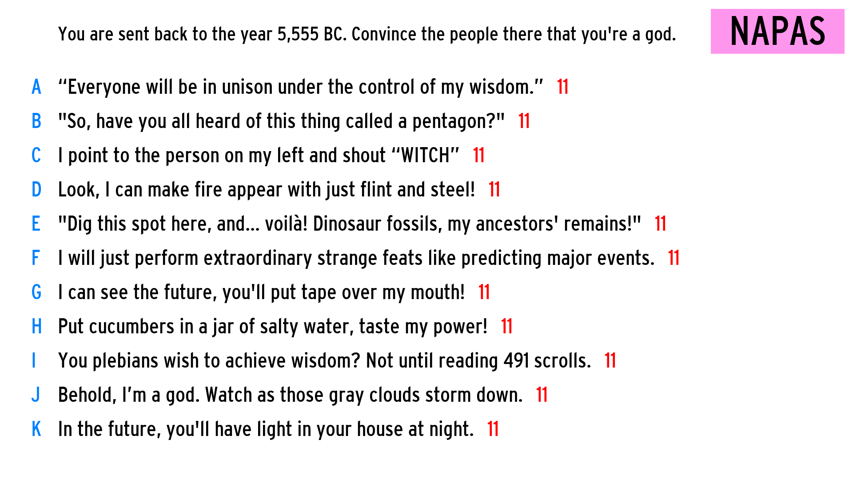 You are sent back to the year 5,555 BC. Convince the people there that you're a god.
NAPAS
A “Everyone will be in unison under the control of my wisdom.” 11
B "So, have you all heard of this thing called a pentagon?" 11
C I point to the person on my left and shout “WITCH” 11
D Look, I can make fire appear with just flint and steel! 11
E "Dig this spot here, and... voilà! Dinosaur fossils, my ancestors' remains!" 11
F I will just perform extraordinary strange feats like predicting major events. 11
G I can see the future, you'll put tape over my mouth! 11
H Put cucumbers in a jar of salty water, taste my power! 11
I You plebians wish to achieve wisdom? Not until reading 491 scrolls. 11
J Behold, I’m a god. Watch as those gray clouds storm down. 11
K In the future, you'll have light in your house at night. 11